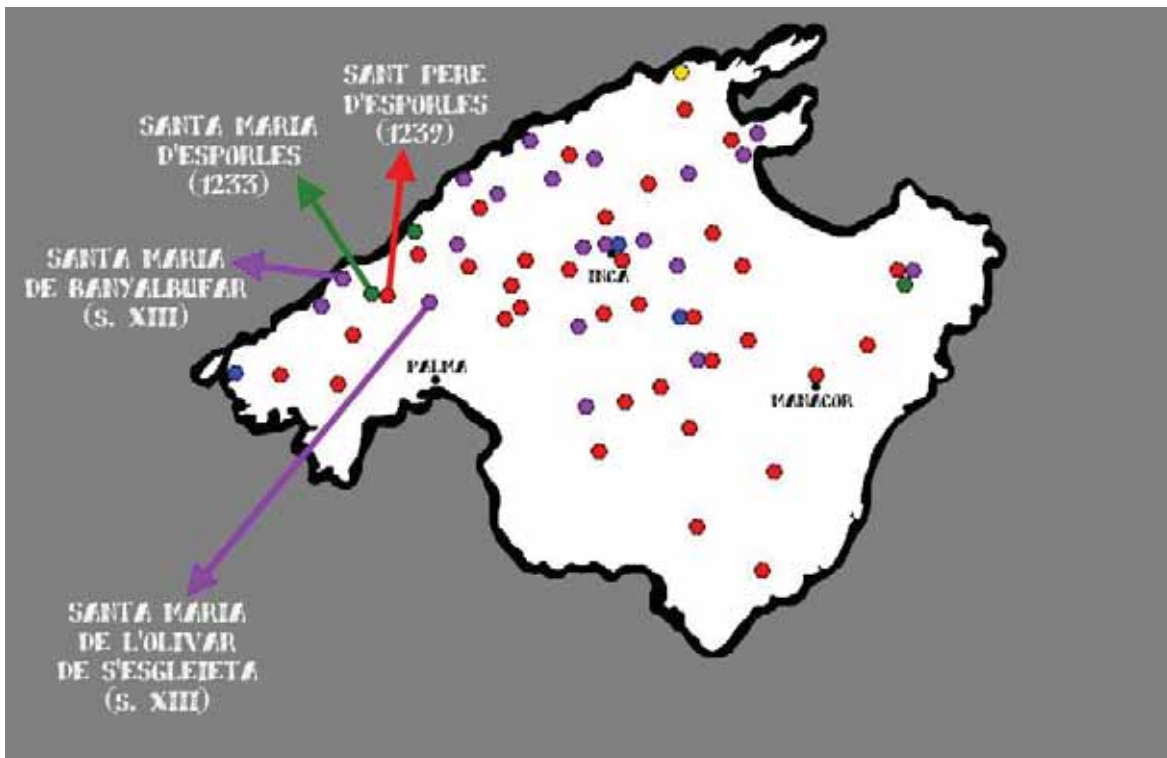 SANT PERE
D'ESPORLES
(1239)
SANTA MARIA
D'ESPORLES
(1233)
SANTA MARIA
DE BANYALBUFAR
(s. XIII)
INCA
PALMA
MANACOR
SANTA MARIA
DE L'OLIVAR
DE S'ESGLEIETA
(s. XIII)